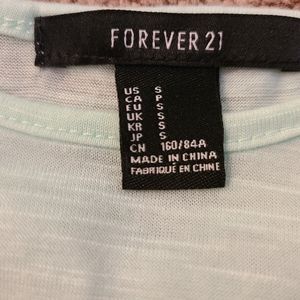 FOREVER 21
US S
CA P
EU S
UK S
KR S
JP S
CN 160/84A
MADE IN CHINA
FABRIQUÉ EN CHINE